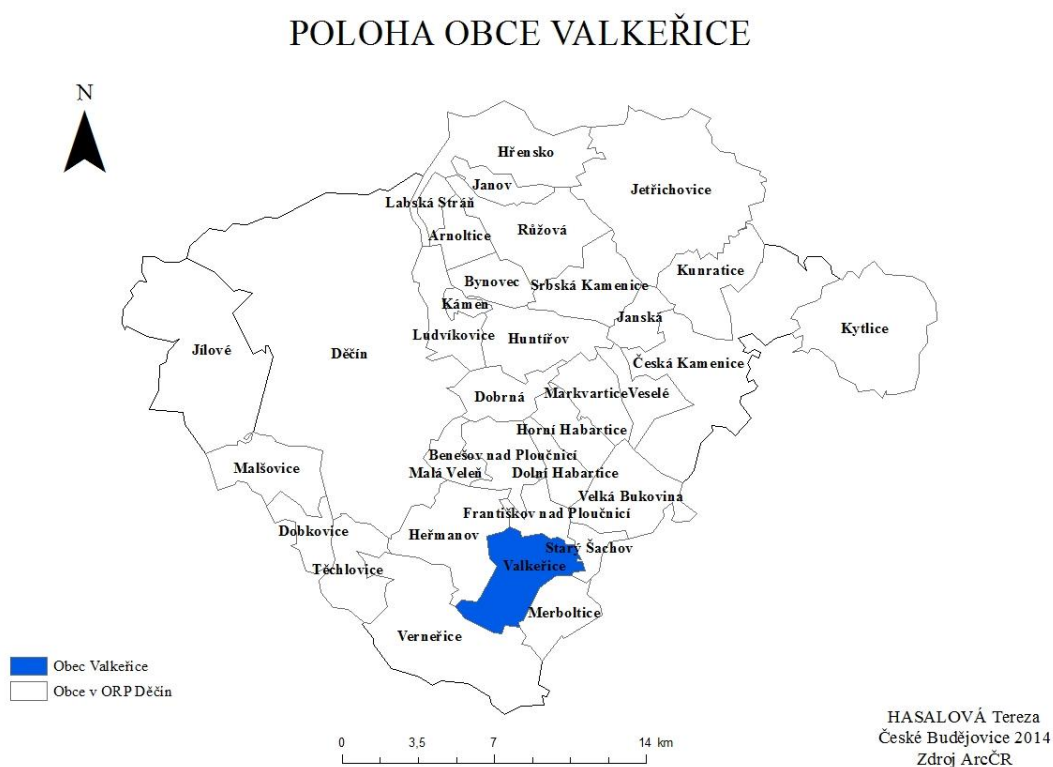 POLOHA OBCE VALKEŘICE
N
Hřensko
Janov
Jetřichovice
Labská Stráň
Arnoltice
Růžová
Kunratice
Bynovec
Srbská Kamenice
Kámen
Janská
Kytlice
Ludvíkovice
Huntířov
Jílové
Děčín
Česká Kamenice
Dobrná
Markvartice
Veselé
Horní Habartice
Benešov nad Ploučnicí
Malšovice
Malá Veleň
Dolní Habartice
Velká Bukovina
Františkov nad Ploučnicí
Dobkovice
Heřmanov
Starý Šachov
Těchlovice
Valkeřice
Merboltice
Verneřice
Obec Valkeřice
Obce v ORP Děčín
0 3,5 7 14 km
HASALOVÁ Tereza
České Budějovice 2014
Zdroj ArcČR